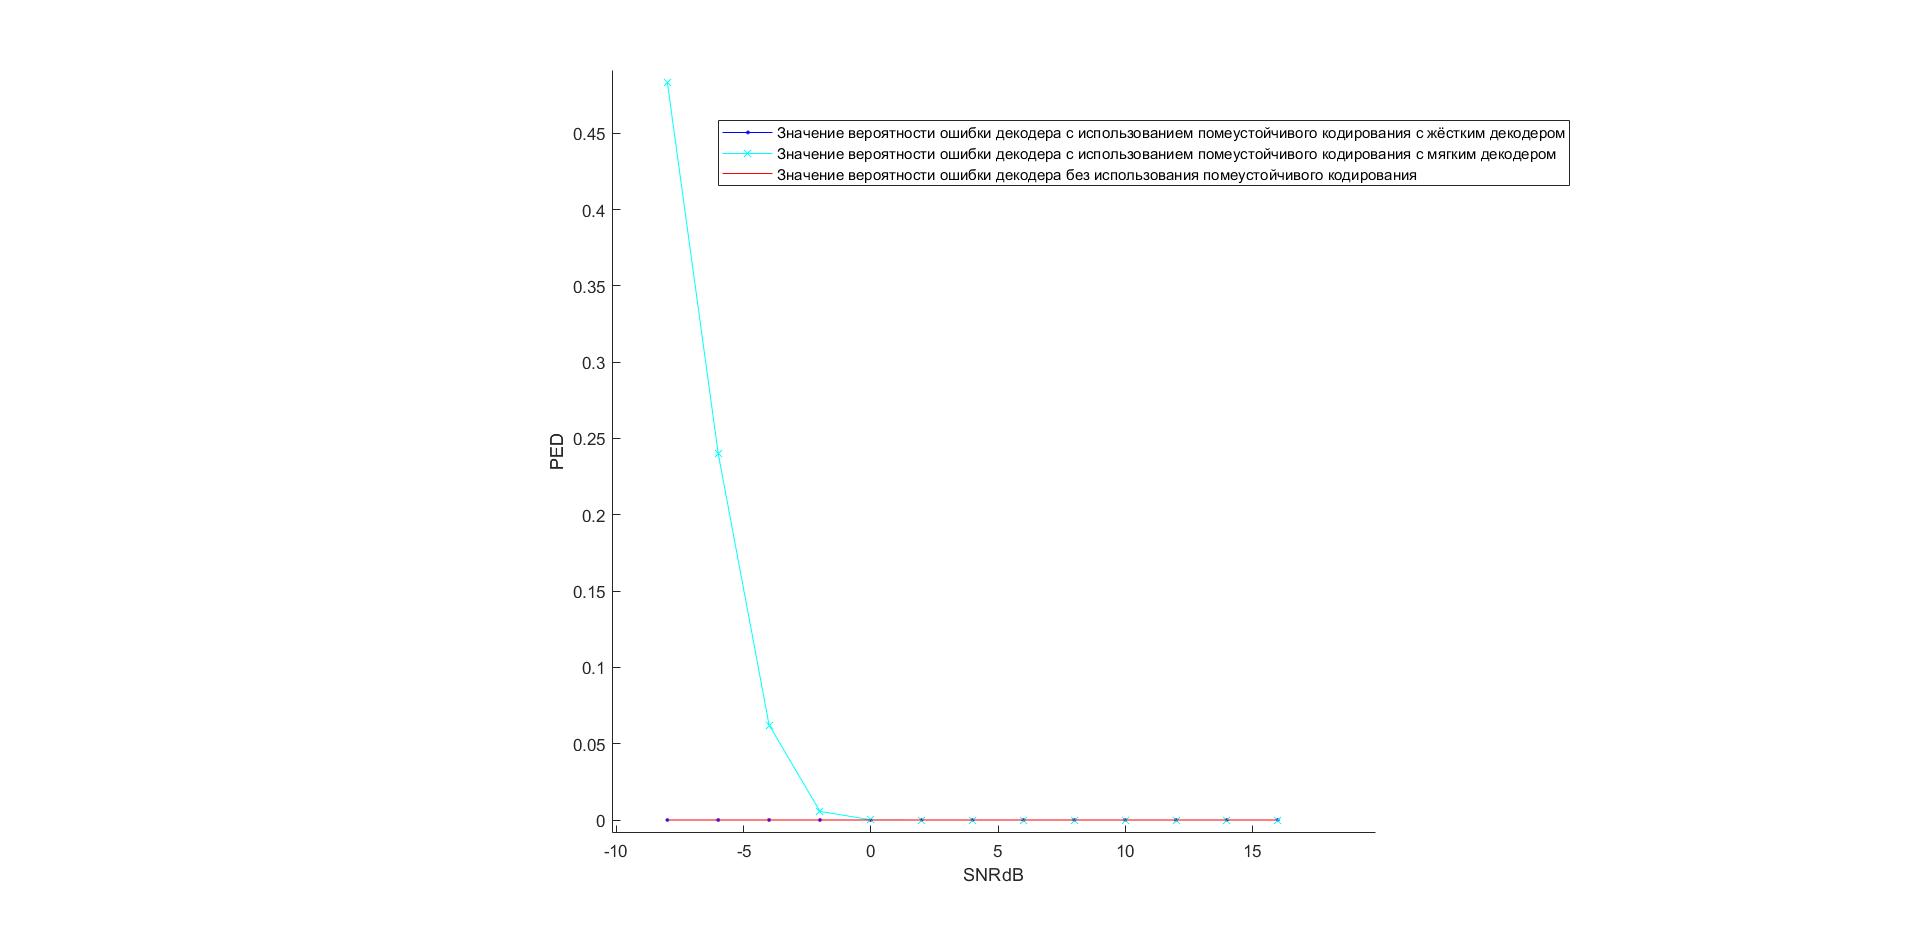 Значение вероятности ошибки декодера с использованием помеустойчивого кодирования с жёстким декодером
Значение вероятности ошибки декодера с использованием помеустойчивого кодирования с мягким декодером
Значение вероятности ошибки декодера без использования помеустойчивого кодирования
0.45
0.4
0.35
0.3
0.25
0.2
0.15
0.1
0.05
0
PED
-10 -5 0 5 10 15
SNRdB